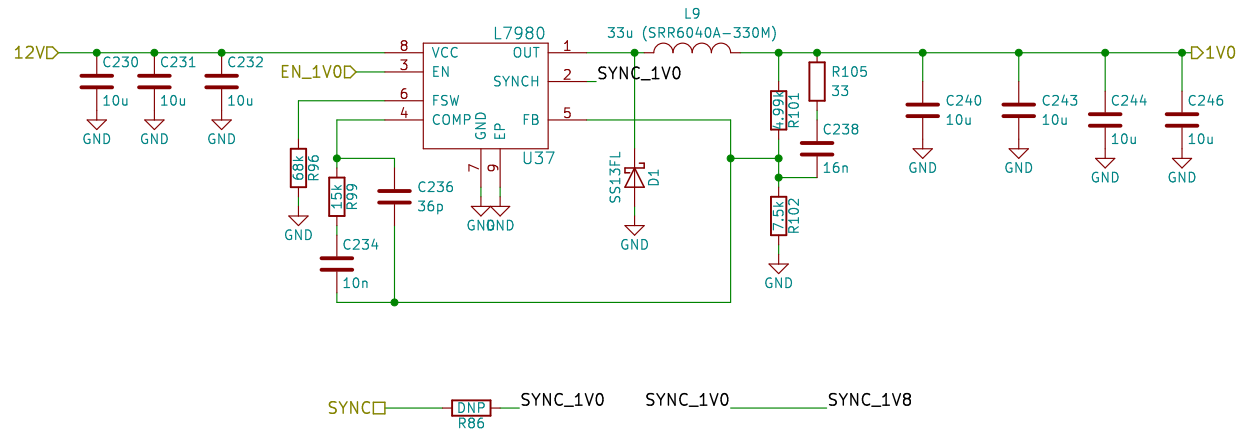 L9
33u (SRR6040A-330M)
L7980
12V
C230
10u
GND
C231
10u
GND
C232
10u
GND
EN_1V0
8
3
6
4
VCC
EN
FSW
COMP
GND
EP
OUT
SYNCH
FB
1
2
5
7
9
U37
SYNC_1V0
GND
GND
68k
R96
GND
15k
R99
C236
36p
C234
10n
SS13FL
D1
GND
4.99k
R101
R105
33
C238
16n
7.5k
R102
GND
C240
10u
GND
C243
10u
GND
C244
10u
GND
C246
10u
GND
1V0
SYNC
DNP
R86
SYNC_1V0
SYNC_1V0
SYNC_1V8